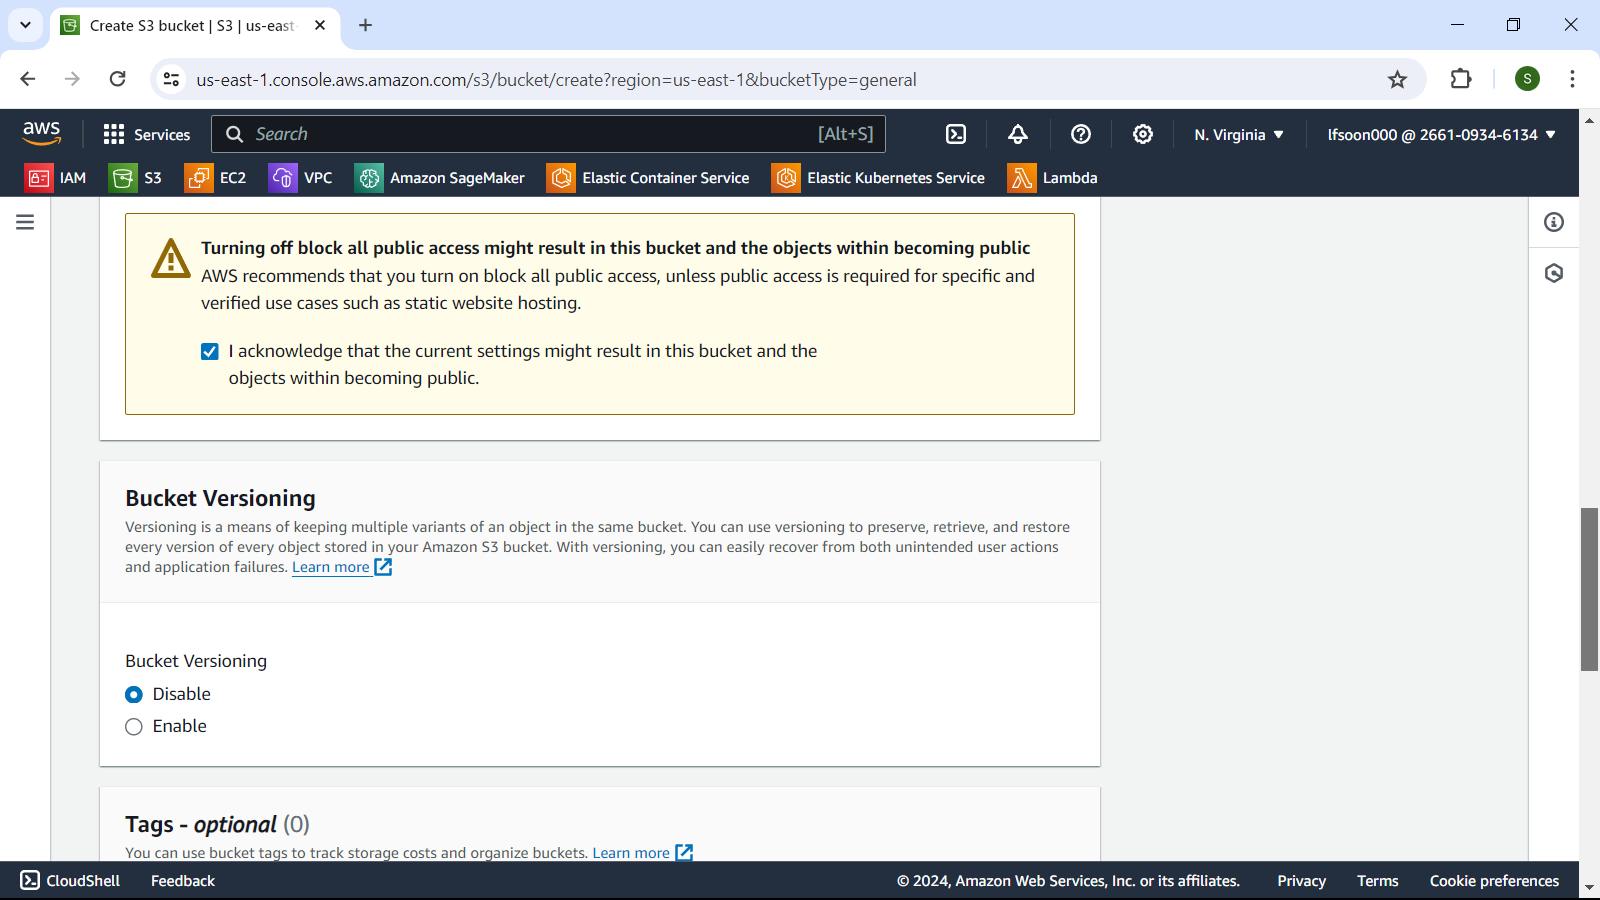 Create S3 bucket | S3 | us-east-
us-east-1.console.aws.amazon.com/s3/bucket/create?region=us-east-1&bucketType=general
S
aws
Services
Search
[Alt+S]
N. Virginia
lfsoon000 @ 2661-0934-6134
IAM
S3
EC2
VPC
Amazon SageMaker
Elastic Container Service
Elastic Kubernetes Service
Lambda
Turning off block all public access might result in this bucket and the objects within becoming public
AWS recommends that you turn on block all public access, unless public access is required for specific and
verified use cases such as static website hosting.
I acknowledge that the current settings might result in this bucket and the
objects within becoming public.
Bucket Versioning
Versioning is a means of keeping multiple variants of an object in the same bucket. You can use versioning to preserve, retrieve, and restore
every version of every object stored in your Amazon S3 bucket. With versioning, you can easily recover from both unintended user actions
and application failures. Learn more
Bucket Versioning
Disable
Enable
Tags - optional (0)
You can use bucket tags to track storage costs and organize buckets. Learn more
CloudShell
Feedback
© 2024, Amazon Web Services, Inc. or its affiliates.
Privacy
Terms
Cookie preferences